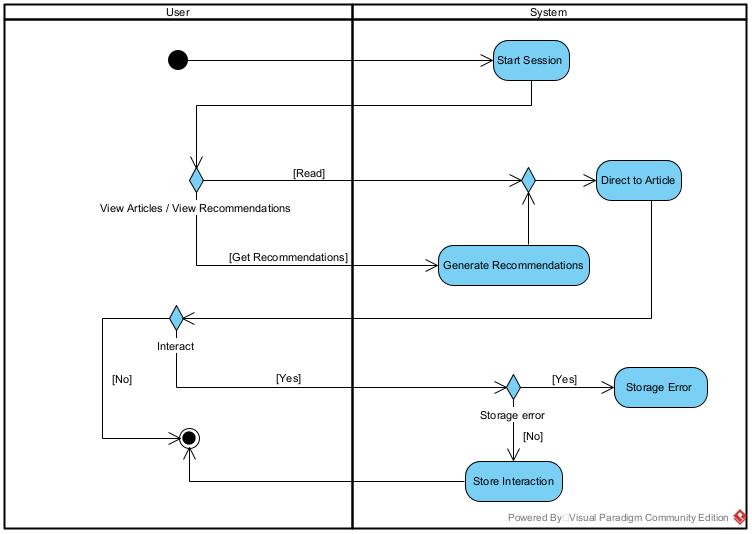 User
System
Start Session
[Read]
Direct to Article
View Articles / View Recommendations
[Get Recommendations]
Generate Recommendations
Interact
[No]
[Yes]
[Yes]
Storage Error
Storage error
[No]
Store Interaction
Powered By Visual Paradigm Community Edition